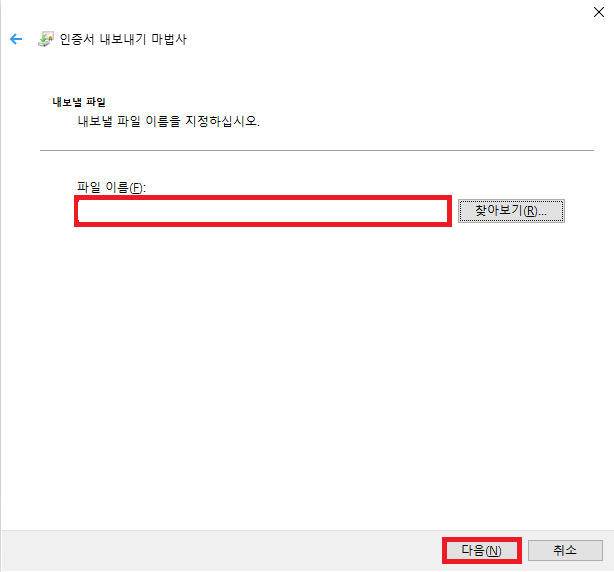 인증서 내보내기 마법사
내보낼 파일
내보낼 파일 이름을 지정하십시오.
파일 이름(F):
찾아보기(R)...
다음(N)
취소